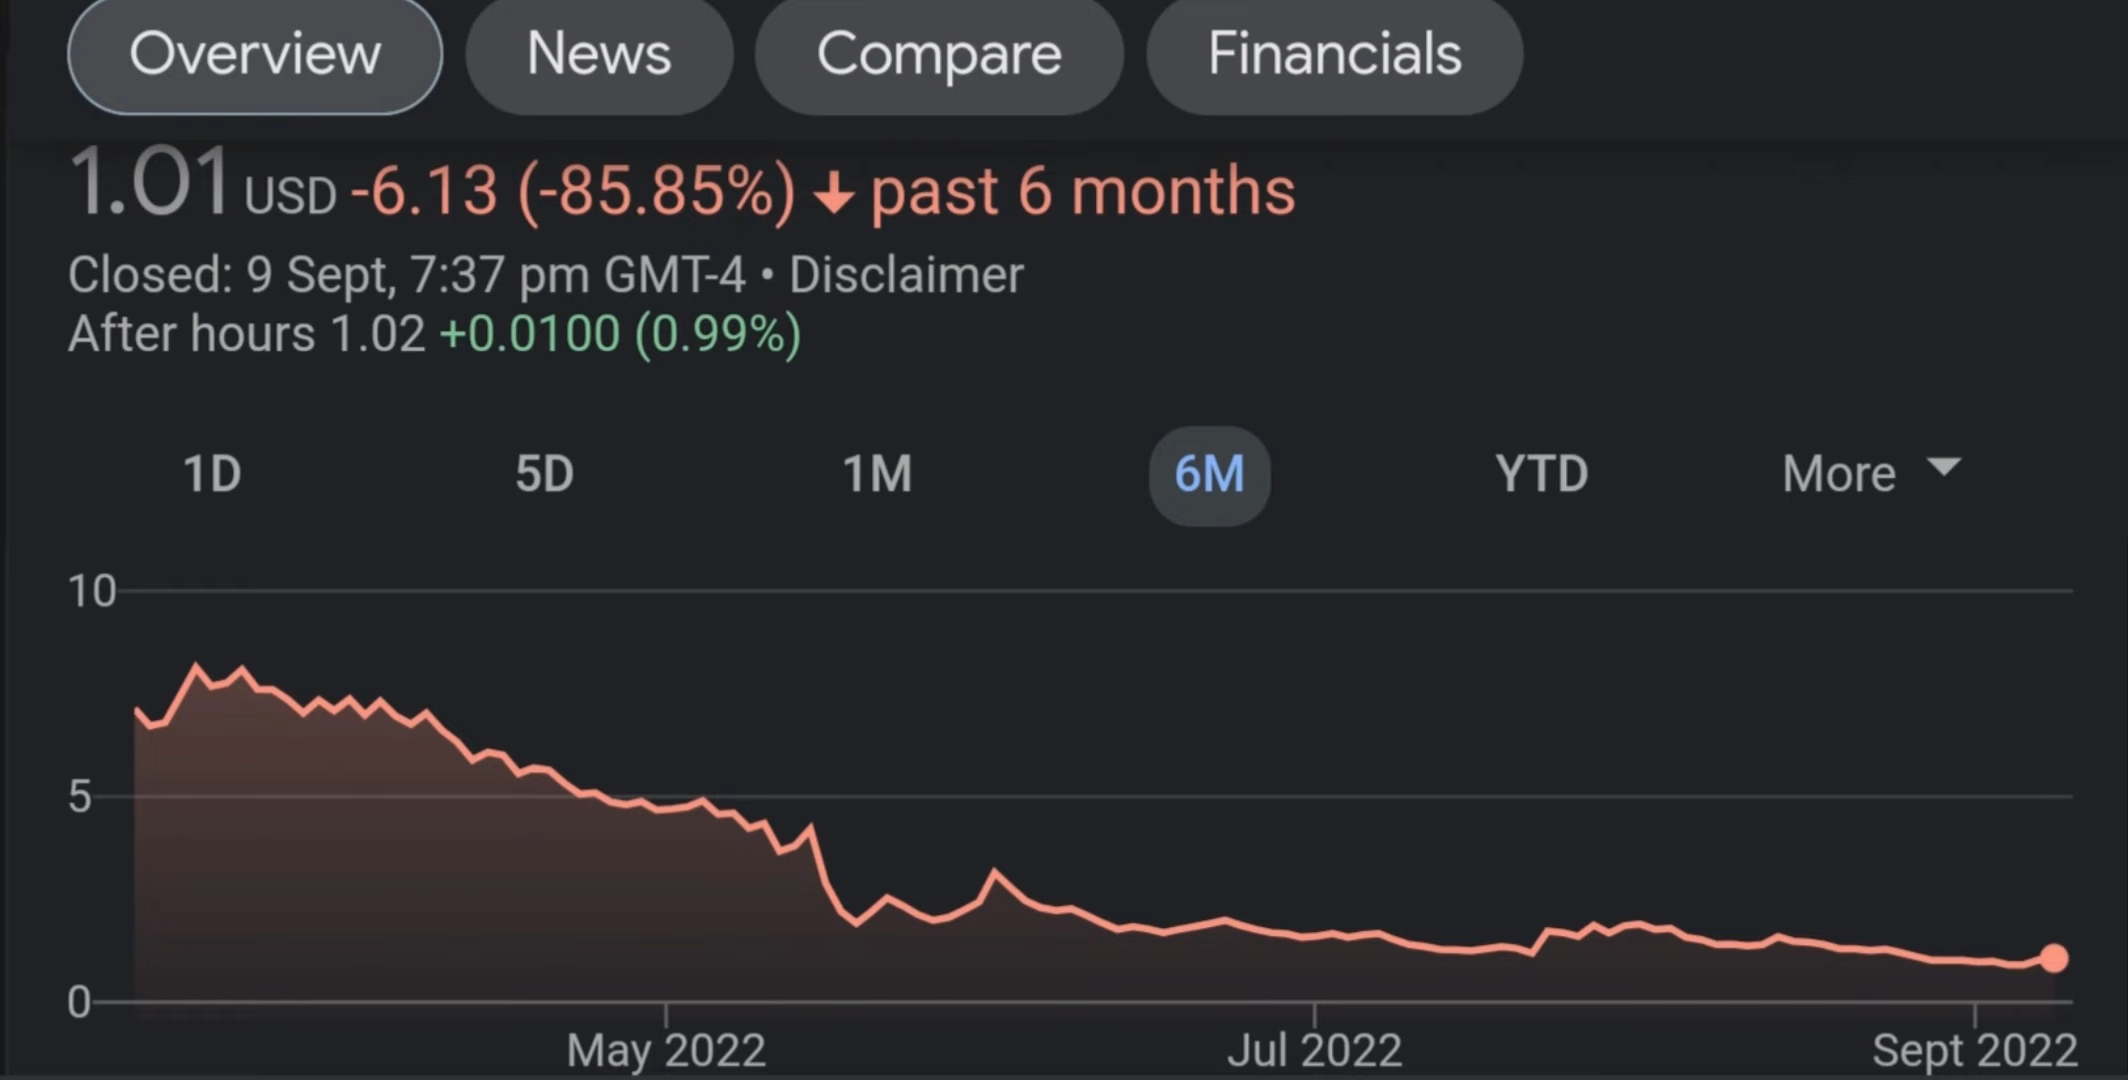 Overview News Compare Financials
1.01 USD -6.13 (-85.85%) ↓ past 6 months
Closed: 9 Sept, 7:37 pm GMT-4 • Disclaimer
After hours 1.02 +0.0100 (0.99%)
1D 5D 1M 6M YTD More
10
5
0
May 2022 Jul 2022 Sept 2022